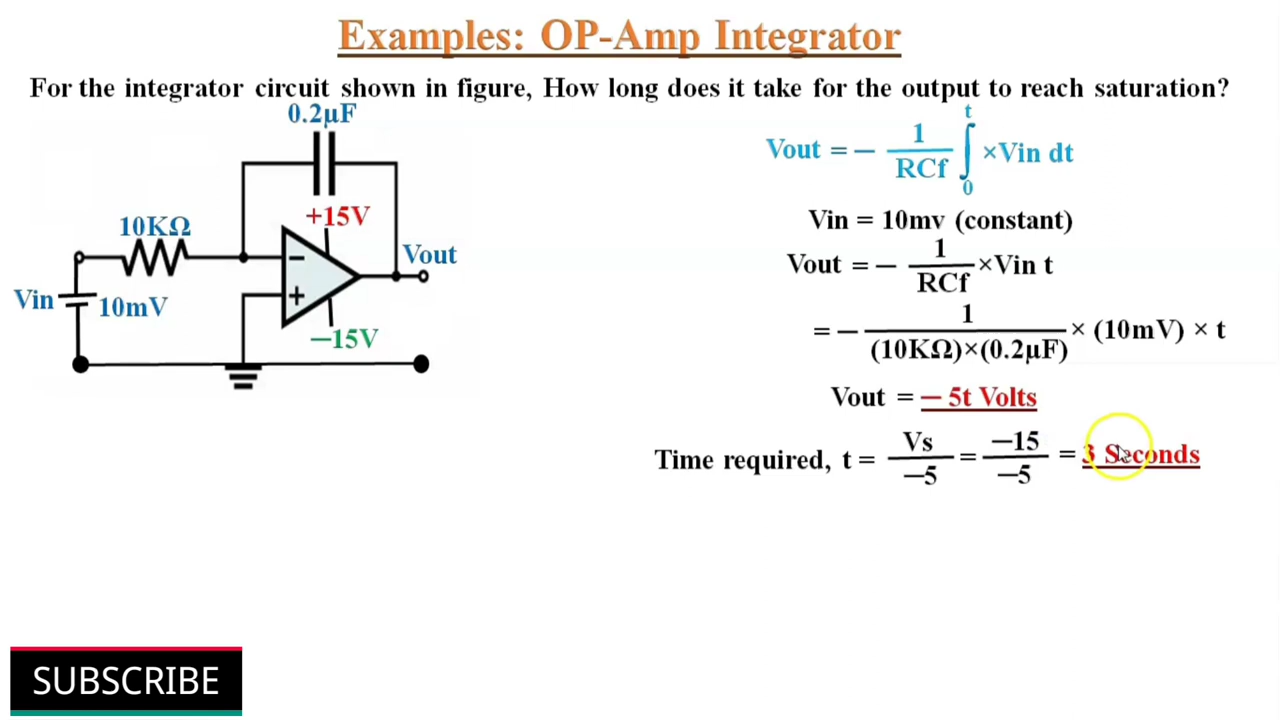 Examples: OP-Amp Integrator
For the integrator circuit shown in figure, How long does it take for the output to reach saturation?
0.2μF
10KΩ
+15V
−
+
Vout
Vin
10mV
−15V
Vout = − 1/RCf ∫₀ᵗ ×Vin dt
Vin = 10mv (constant)
Vout = − 1/RCf ×Vin t
= − 1/(10KΩ)×(0.2μF) × (10mV) × t
Vout = − 5t Volts
Time required, t = Vs/−5 = −15/−5 = 3 Seconds
SUBSCRIBE